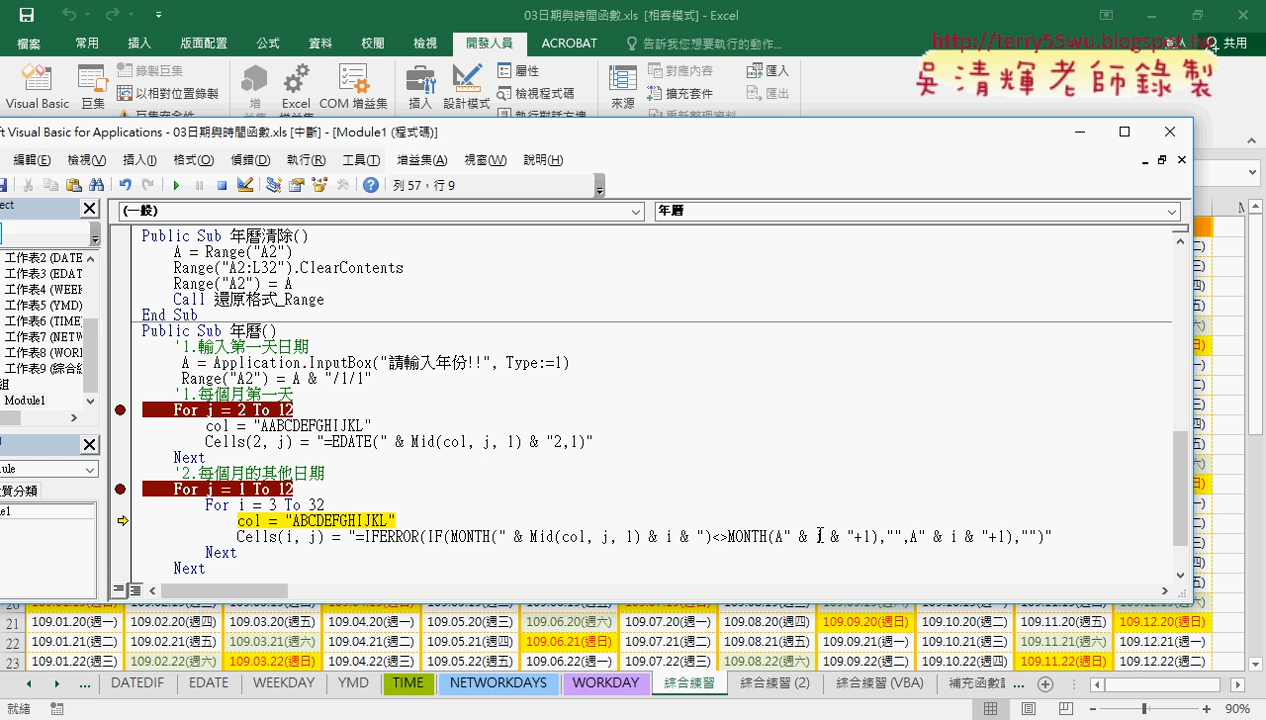 03日期與時間函數.xls [相容模式] - Excel
http://terry55wu.blogspot.tw
吳清輝老師錄製
檔案 常用 插入 版面配置 公式 資料 校閱 檢視 開發人員 ACROBAT 告訴我您想要執行的動作... 共用
錄製巨集 屬性 對應內容 匯入
以相對位置錄製 檢視程式碼 擴充套件 匯出
Visual Basic 巨集 增 Excel COM 增益集 插入 設計模式 執行對話方塊 來源
ft Visual Basic for Applications - 03日期與時間函數.xls [中斷] - [Module1 (程式碼)]
編輯(E) 檢視(V) 插入(I) 格式(O) 偵錯(D) 執行(R) 工具(T) 增益集(A) 視窗(W) 說明(H)
列 57，行 9
(一般) 年曆
工作表2 (DATE
工作表3 (EDAT
工作表4 (WEEK
工作表5 (YMD)
工作表6 (TIME)
工作表7 (NETW
工作表8 (WORI
工作表9 (綜合練
Module1
Public Sub 年曆清除()
A = Range("A2")
Range("A2:L32").ClearContents
Range("A2") = A
Call 還原格式_Range
End Sub
Public Sub 年曆()
'1.輸入第一天日期
A = Application.InputBox("請輸入年份!!", Type:=1)
Range("A2") = A & "/1/1"
'1.每個月第一天
For j = 2 To 12
col = "AABCDEFGHIJKL"
Cells(2, j) = "=EDATE(" & Mid(col, j, 1) & "2,1)"
Next
'2.每個月的其他日期
For j = 1 To 12
For i = 3 To 32
col = "ABCDEFGHIJKL"
Cells(i, j) = "=IFERROR(IF(MONTH(" & Mid(col, j, 1) & i & ")<>MONTH(A" & i & "+1),"",A" & i & "+1),"")"
Next
Next
21 109.01.20(週一) 109.02.20(週四) 109.03.20(週五) 109.04.20(週一) 109.05.20(週三) 109.06.20(週六) 109.07.20(週一) 109.08.20(週四) 109.09.20(週日) 109.10.20(週二) 109.11.20(週五) 109.12.20(週日)
22 109.01.21(週二) 109.02.21(週五) 109.03.21(週六) 109.04.21(週二) 109.05.21(週四) 109.06.21(週日) 109.07.21(週二) 109.08.21(週五) 109.09.21(週一) 109.10.21(週三) 109.11.21(週六) 109.12.21(週一)
23 109.01.22(週三) 109.02.22(週六) 109.03.22(週日) 109.04.22(週三) 109.05.22(週五) 109.06.22(週一) 109.07.22(週三) 109.08.22(週六) 109.09.22(週二) 109.10.22(週四) 109.11.22(週日) 109.12.22(週二)
... DATEDIF EDATE WEEKDAY YMD TIME NETWORKDAYS WORKDAY 綜合練習 綜合練習 (2) 綜合練習 (VBA) 補充函數 ...
就緒 90%